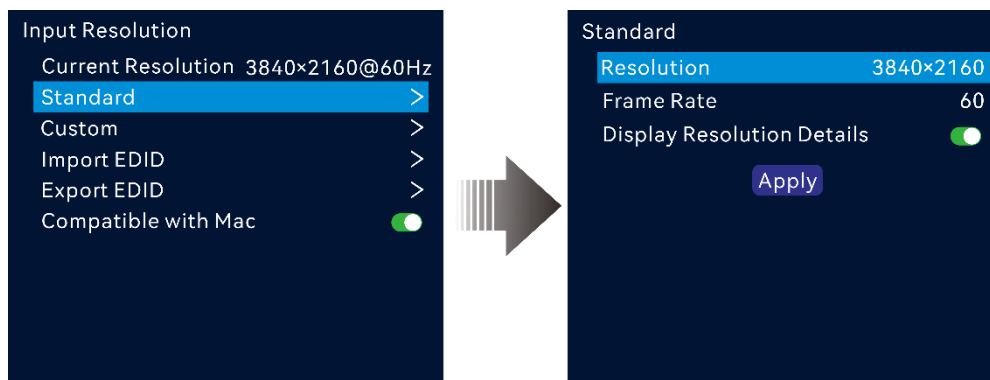 Input Resolution
Current Resolution 3840×2160@60Hz
Standard >
Custom >
Import EDID >
Export EDID >
Compatible with Mac
Standard
Resolution 3840×2160
Frame Rate 60
Display Resolution Details
Apply